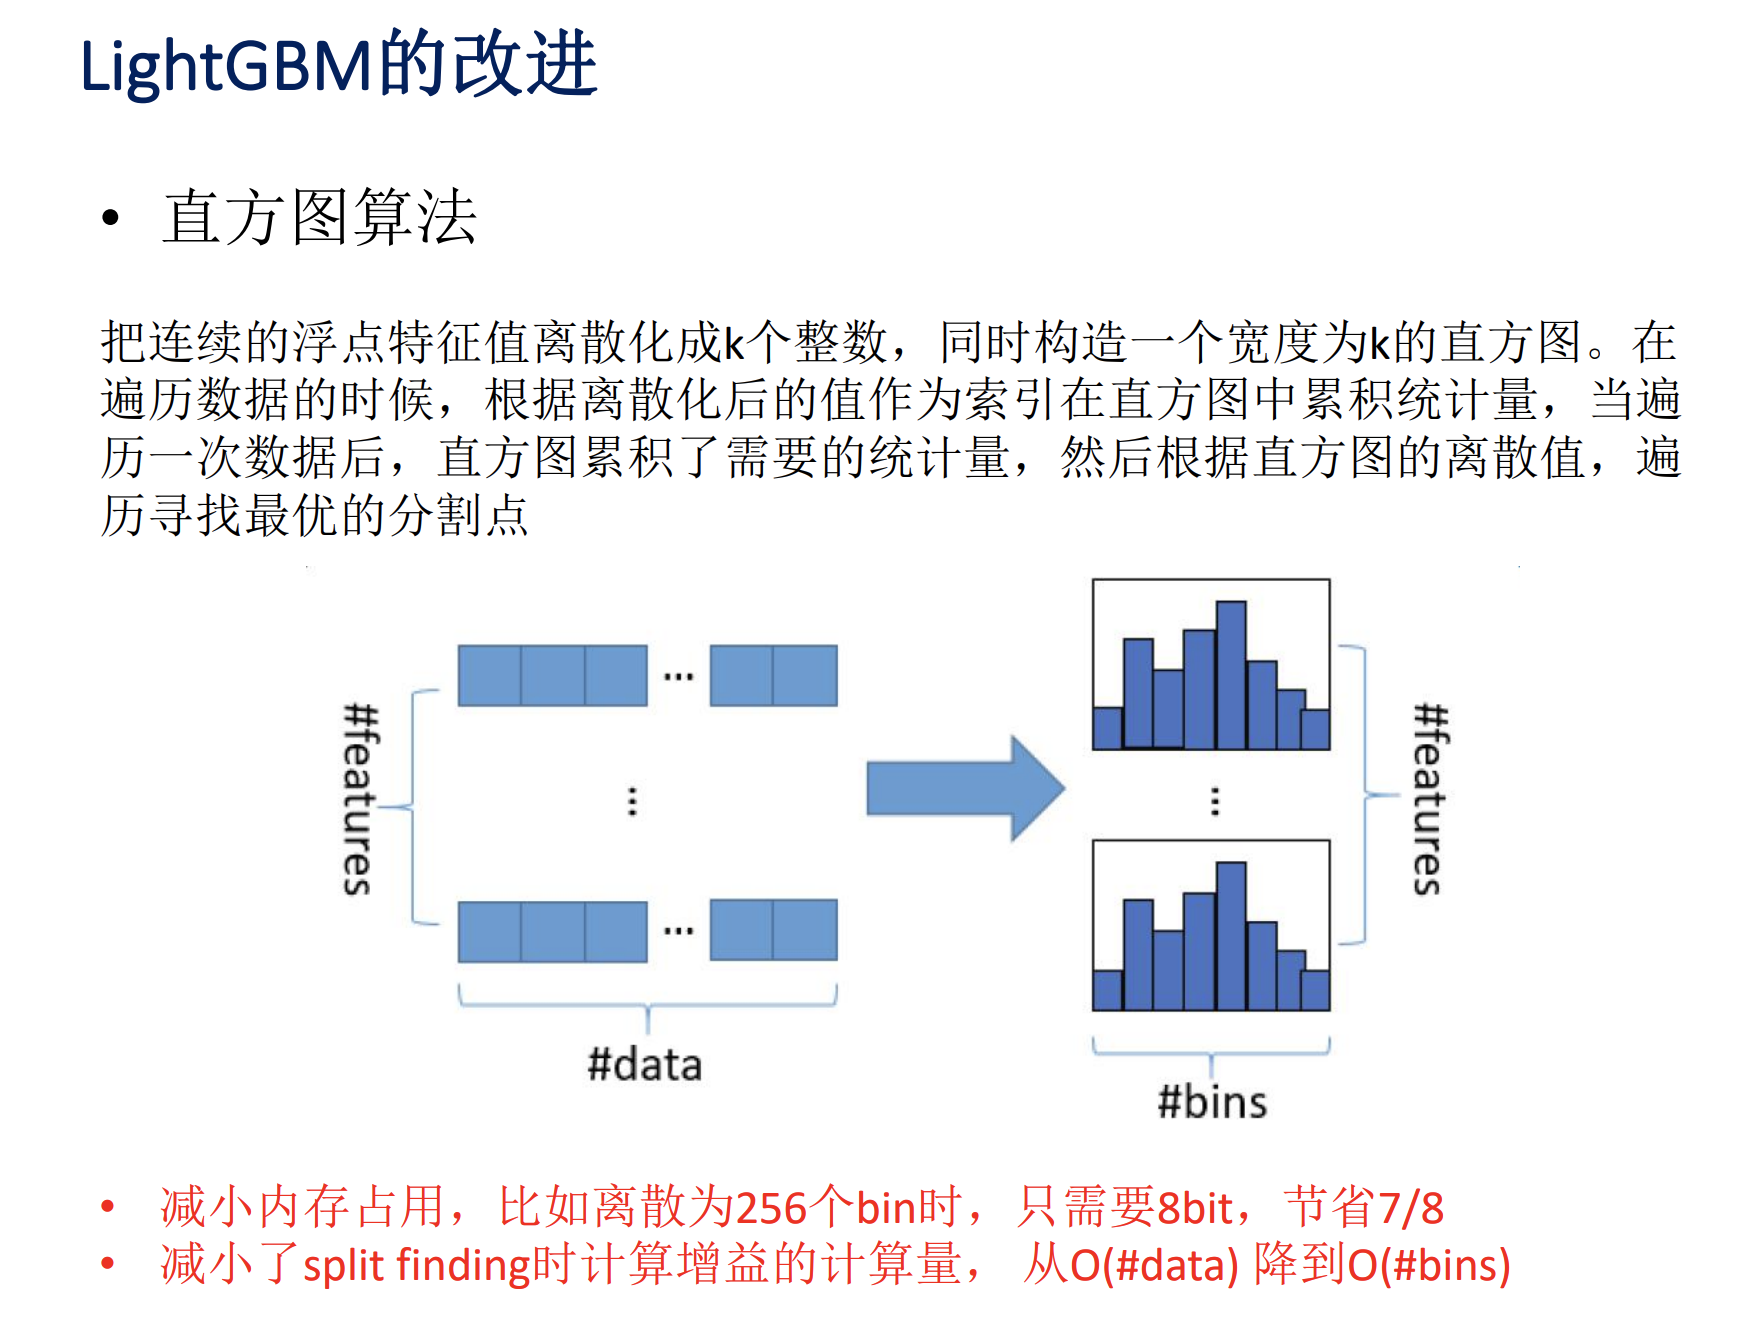 LightGBM的改进
• 直方图算法
把连续的浮点特征值离散化成k个整数，同时构造一个宽度为k的直方图。在
遍历数据的时候，根据离散化后的值作为索引在直方图中累积统计量，当遍
历一次数据后，直方图累积了需要的统计量，然后根据直方图的离散值，遍
历寻找最优的分割点
#features
...
...
...
#data
...
#features
#bins
• 减小内存占用，比如离散为256个bin时，只需要8bit，节省7/8
• 减小了split finding时计算增益的计算量， 从O(#data) 降到O(#bins)